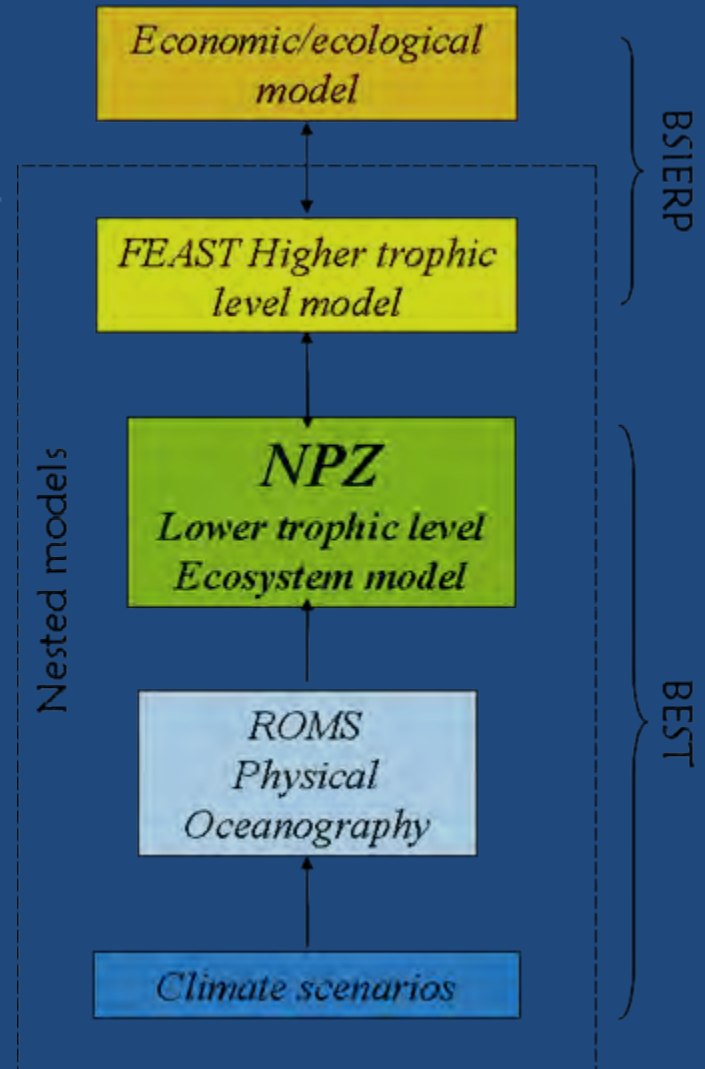 Economic/ecological
model
FEAST Higher trophic
level model
NPZ
Lower trophic level
Ecosystem model
ROMS
Physical
Oceanography
Climate scenarios
Nested models
BSIERP
BEST